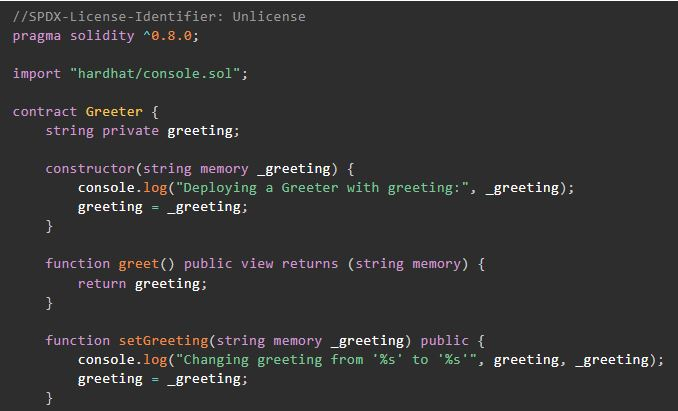 //SPDX-License-Identifier: Unlicense
pragma solidity ^0.8.0;

import "hardhat/console.sol";

contract Greeter {
    string private greeting;

    constructor(string memory _greeting) {
        console.log("Deploying a Greeter with greeting:", _greeting);
        greeting = _greeting;
    }

    function greet() public view returns (string memory) {
        return greeting;
    }

    function setGreeting(string memory _greeting) public {
        console.log("Changing greeting from '%s' to '%s'", greeting, _greeting);
        greeting = _greeting;
    }